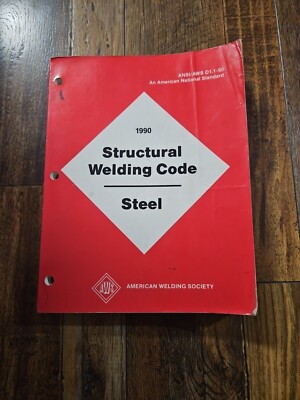 ANSI/AWS D1.1-90
An American National Standard
1990
Structural
Welding Code
Steel
AWS
AMERICAN WELDING SOCIETY